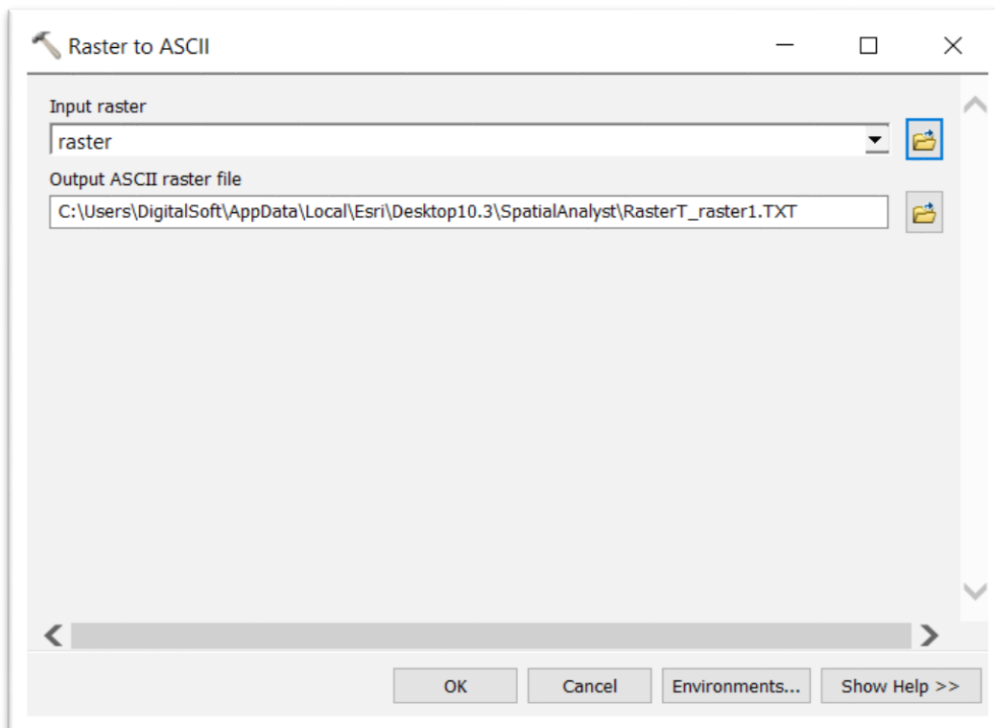 Raster to ASCII
Input raster
raster
Output ASCII raster file
C:\Users\DigitalSoft\AppData\Local\Esri\Desktop10.3\SpatialAnalyst\RasterT_raster1.TXT
OK Cancel Environments... Show Help >>